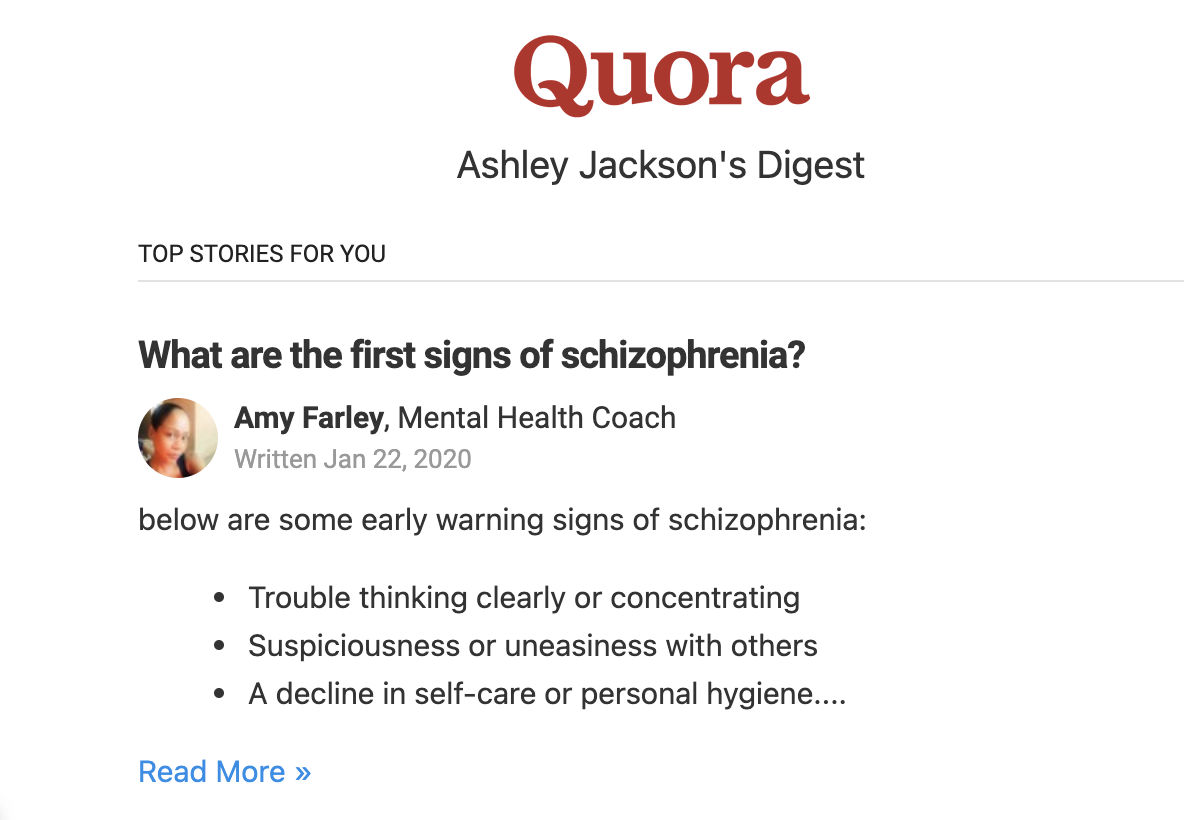 Quora
Ashley Jackson's Digest
TOP STORIES FOR YOU
What are the first signs of schizophrenia?
Amy Farley, Mental Health Coach
Written Jan 22, 2020
below are some early warning signs of schizophrenia:
• Trouble thinking clearly or concentrating
• Suspiciousness or uneasiness with others
• A decline in self-care or personal hygiene....
Read More »